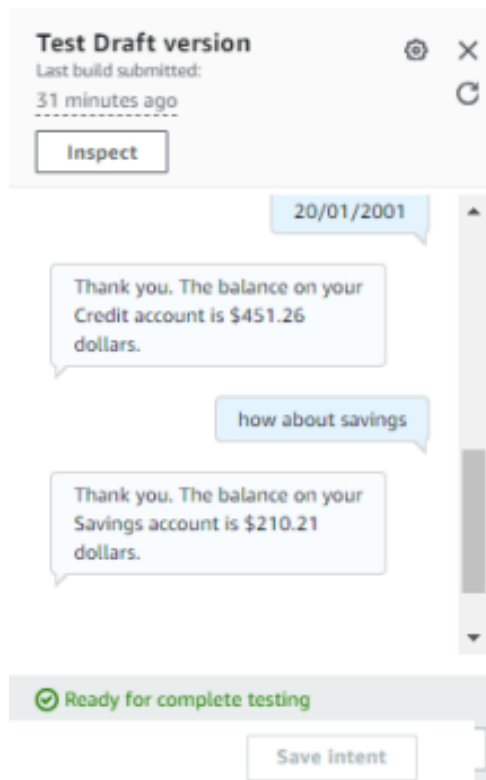 Test Draft version
Last build submitted:
31 minutes ago
Inspect
20/01/2001
Thank you. The balance on your
Credit account is $451.26
dollars.
how about savings
Thank you. The balance on your
Savings account is $210.21
dollars.
Ready for complete testing
Save intent